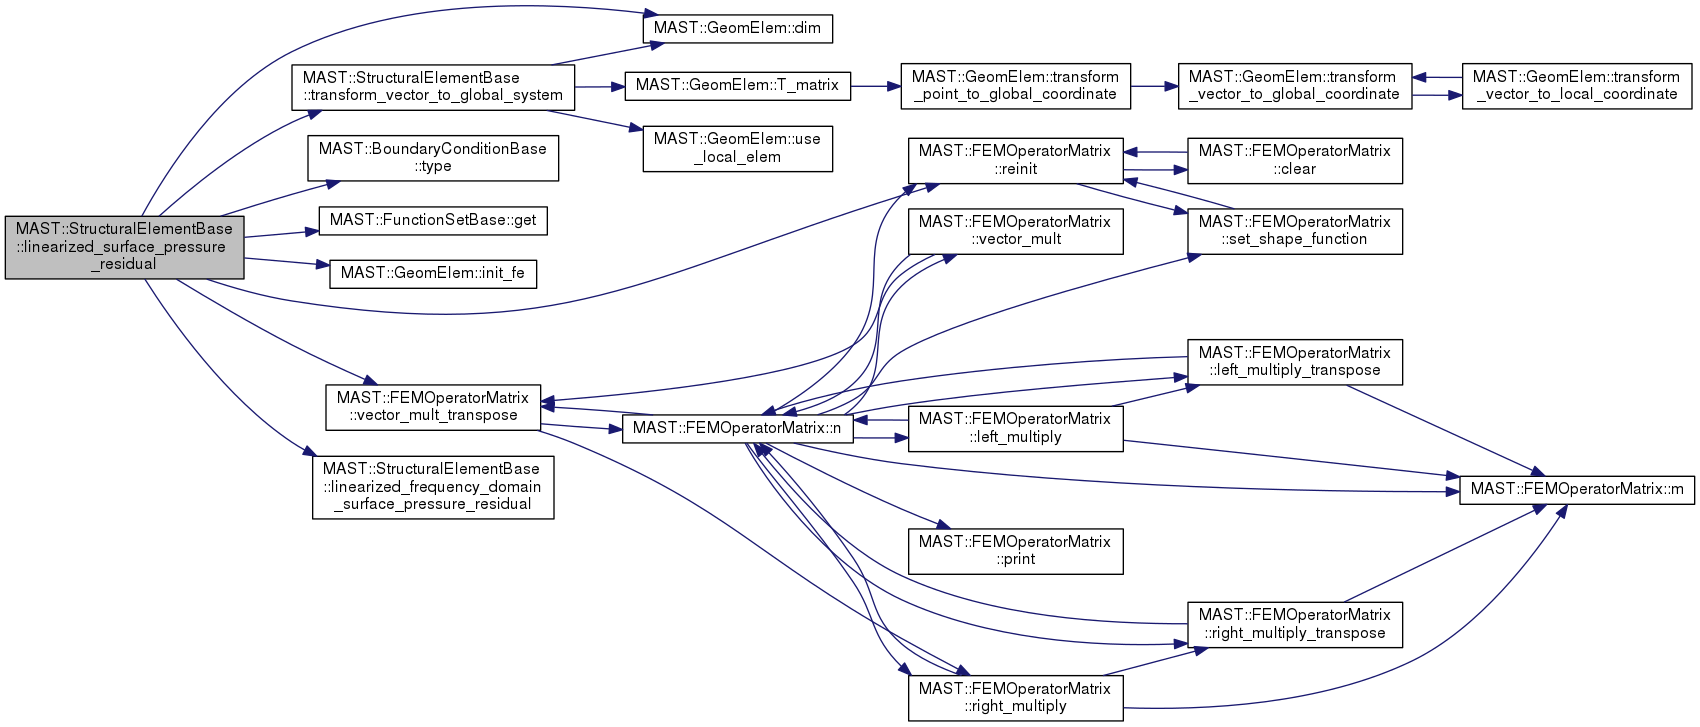 MAST::StructuralElementBase
::linearized_surface_pressure
_residual
MAST::GeomElem::dim
MAST::StructuralElementBase
::transform_vector_to_global_system
MAST::GeomElem::T_matrix
MAST::GeomElem::transform
_point_to_global_coordinate
MAST::GeomElem::transform
_vector_to_global_coordinate
MAST::GeomElem::transform
_vector_to_local_coordinate
MAST::GeomElem::use
_local_elem
MAST::BoundaryConditionBase
::type
MAST::FunctionSetBase::get
MAST::GeomElem::init_fe
MAST::FEMOperatorMatrix
::reinit
MAST::FEMOperatorMatrix
::clear
MAST::FEMOperatorMatrix
::vector_mult
MAST::FEMOperatorMatrix
::set_shape_function
MAST::FEMOperatorMatrix
::vector_mult_transpose
MAST::FEMOperatorMatrix::n
MAST::FEMOperatorMatrix
::left_multiply_transpose
MAST::FEMOperatorMatrix
::left_multiply
MAST::FEMOperatorMatrix::m
MAST::StructuralElementBase
::linearized_frequency_domain
_surface_pressure_residual
MAST::FEMOperatorMatrix
::print
MAST::FEMOperatorMatrix
::right_multiply_transpose
MAST::FEMOperatorMatrix
::right_multiply